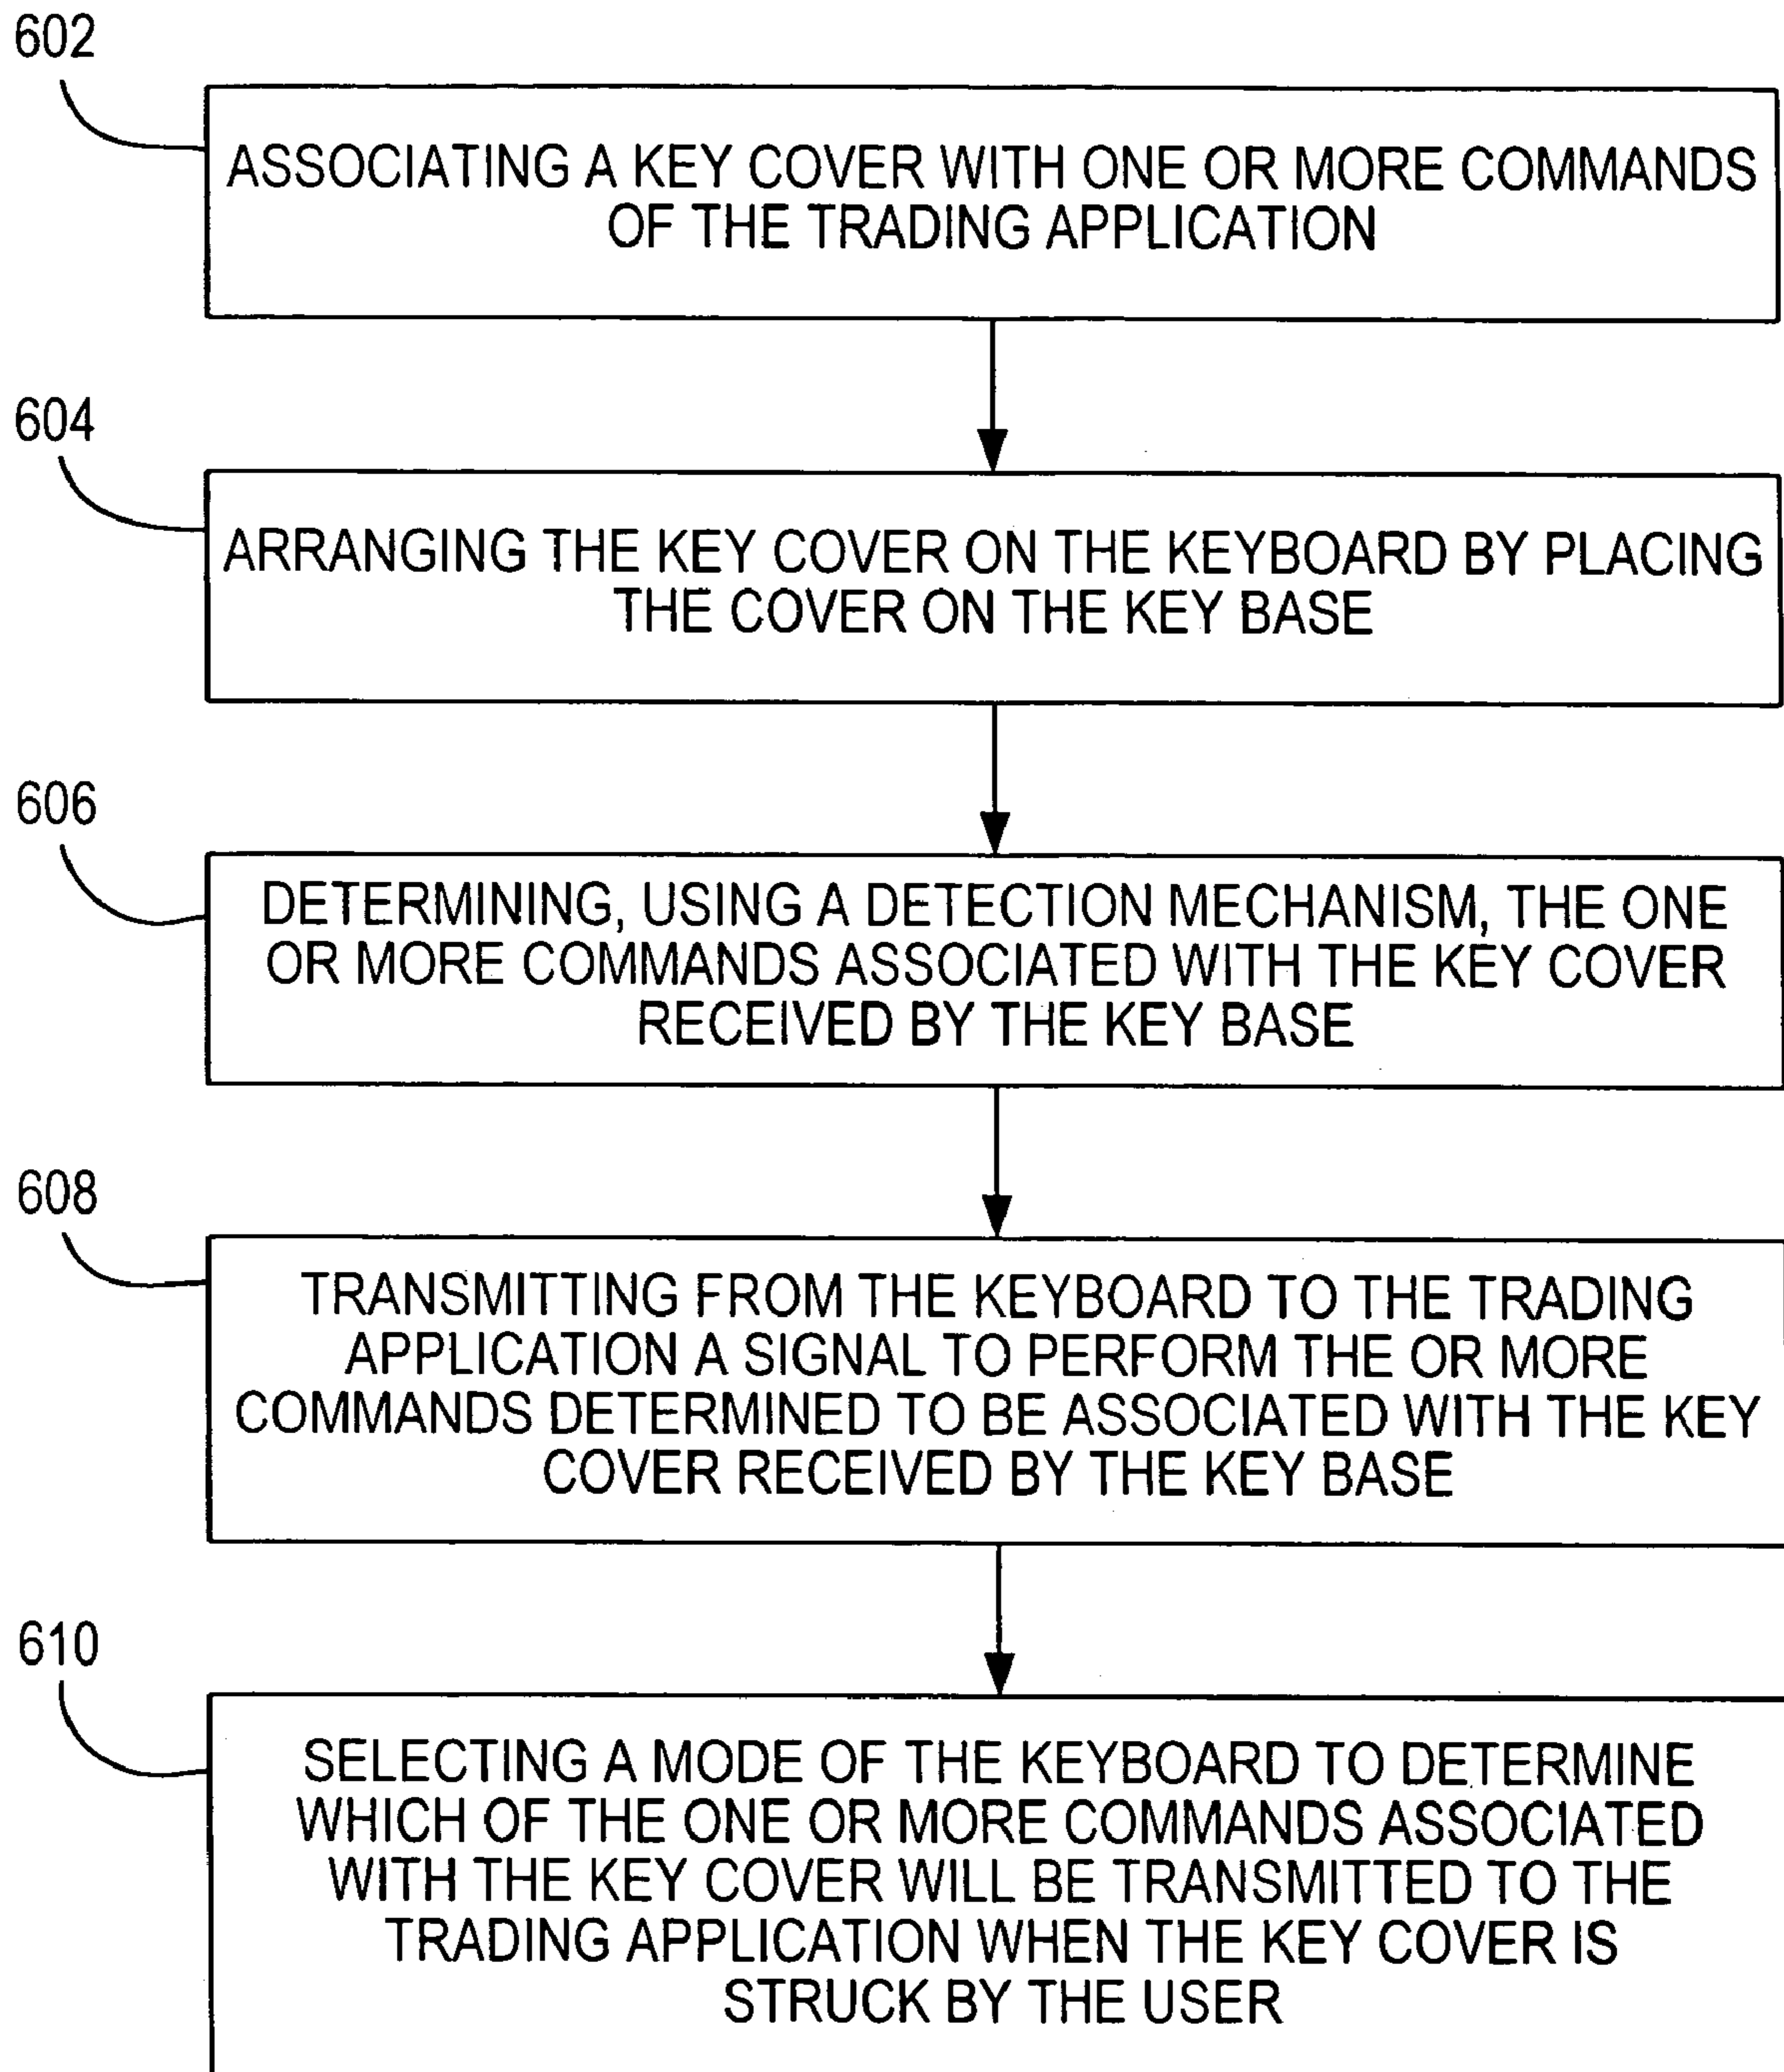 602
ASSOCIATING A KEY COVER WITH ONE OR MORE COMMANDS
OF THE TRADING APPLICATION
604
ARRANGING THE KEY COVER ON THE KEYBOARD BY PLACING
THE COVER ON THE KEY BASE
606
DETERMINING, USING A DETECTION MECHANISM, THE ONE
OR MORE COMMANDS ASSOCIATED WITH THE KEY COVER
RECEIVED BY THE KEY BASE
608
TRANSMITTING FROM THE KEYBOARD TO THE TRADING
APPLICATION A SIGNAL TO PERFORM THE OR MORE
COMMANDS DETERMINED TO BE ASSOCIATED WITH THE KEY
COVER RECEIVED BY THE KEY BASE
610
SELECTING A MODE OF THE KEYBOARD TO DETERMINE
WHICH OF THE ONE OR MORE COMMANDS ASSOCIATED
WITH THE KEY COVER WILL BE TRANSMITTED TO THE
TRADING APPLICATION WHEN THE KEY COVER IS
STRUCK BY THE USER